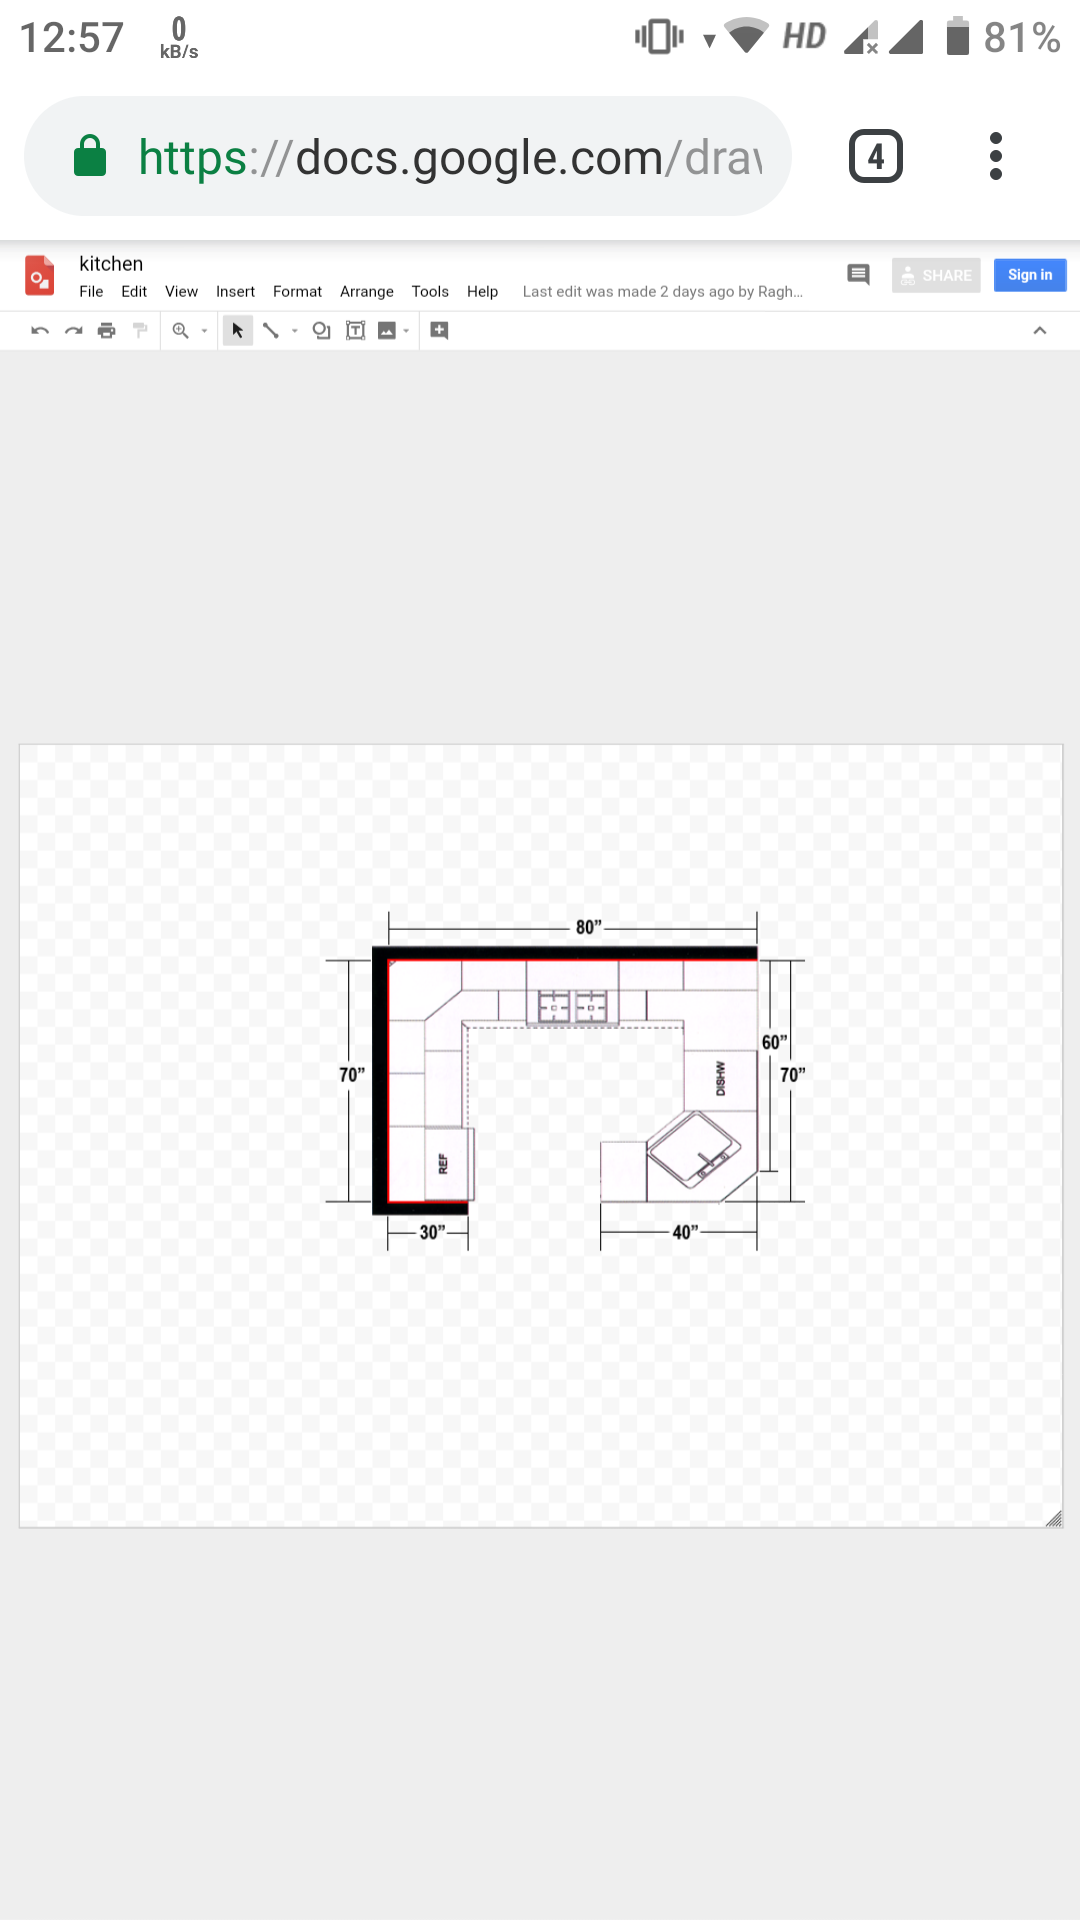 12:57 0 kB/s HD 81%
https://docs.google.com/drav 4
kitchen
File Edit View Insert Format Arrange Tools Help Last edit was made 2 days ago by Ragh...
SHARE Sign in
80”
60”
70” 70”
DISHW
REF
30” 40”